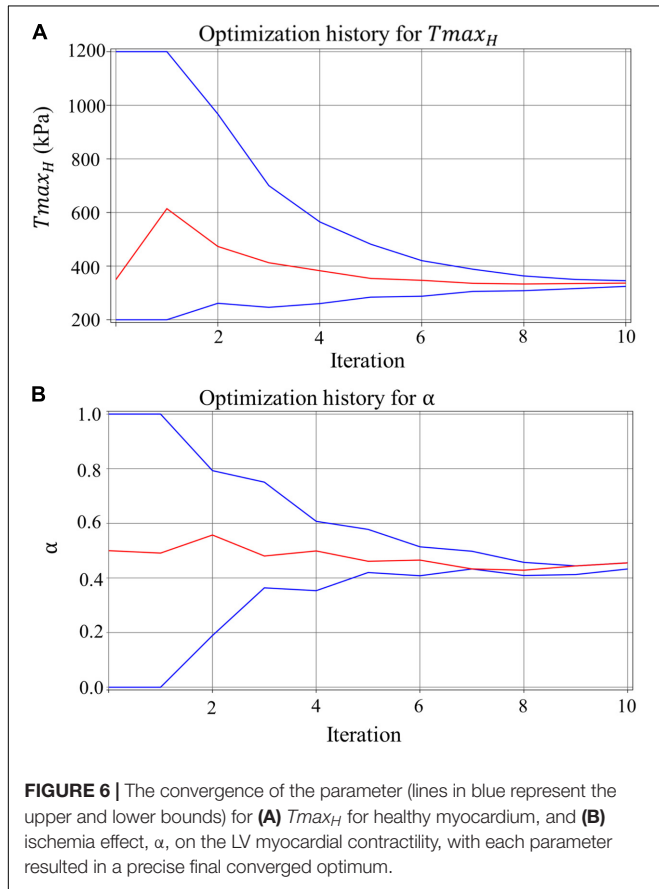 A
Optimization history for TmaxH
1200
1000
800
600
400
200
TmaxH (kPa)
2
4
6
8
10
Iteration
B
Optimization history for α
1.0
0.8
0.6
0.4
0.2
0.0
α
2
4
6
8
10
Iteration
FIGURE 6 | The convergence of the parameter (lines in blue represent the
upper and lower bounds) for (A) TmaxH for healthy myocardium, and (B)
ischemia effect, α, on the LV myocardial contractility, with each parameter
resulted in a precise final converged optimum.